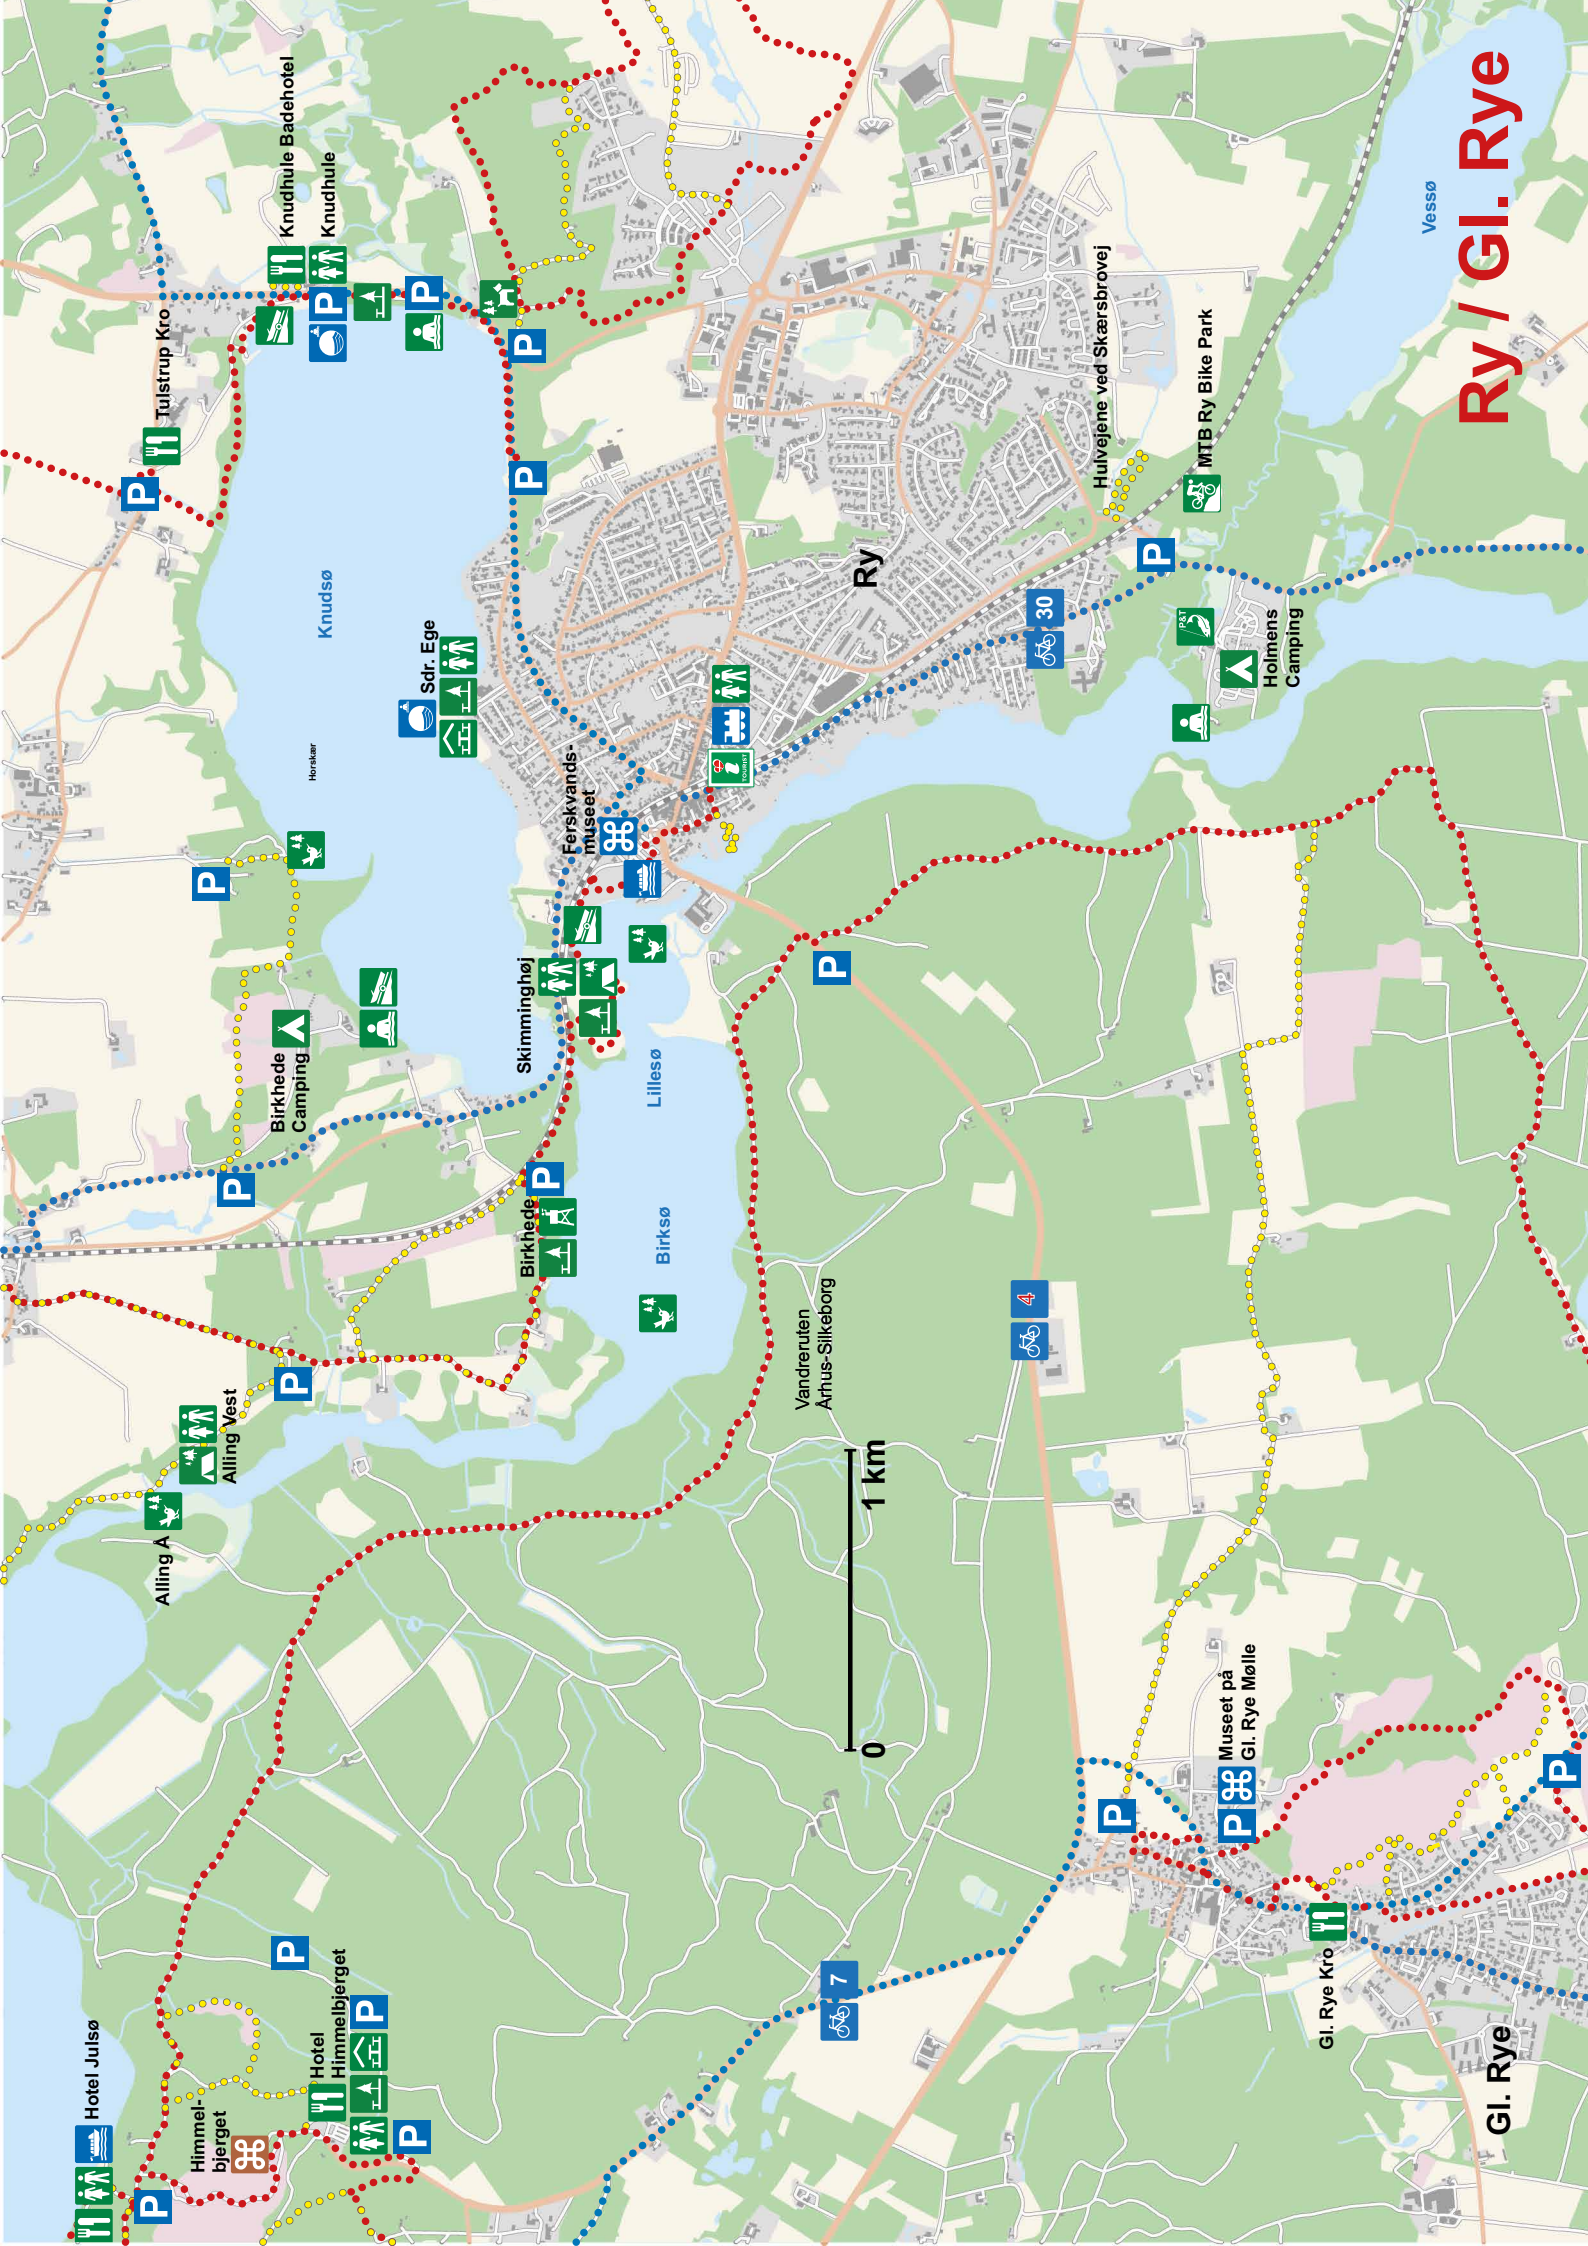 Ry / Gl. Rye
Hotel Julsø
P
Himmel-
bjerget
Hotel
Himmelbjerget
P
P
P
Alling Å
Alling Vest
P
P
Birkhede
Camping
P
Horskær
Knudsø
P
Tulstrup Kro
Knudhule Badehotel
Knudhule
P
P
P
P
Sdr. Ege
Ferskvands-
museet
Skimminghøj
Birkhede
P
Lillesø
Birksø
i
TOURIST
Ry
P
Vandreruten
Århus-Silkeborg
0
1 km
4
7
30
P
P&T
Holmens
Camping
MTB Ry Bike Park
Hulvejene ved Skærsbrovej
Vessø
P
Museet på
Gl. Rye Mølle
P
P
Gl. Rye Kro
Gl. Rye